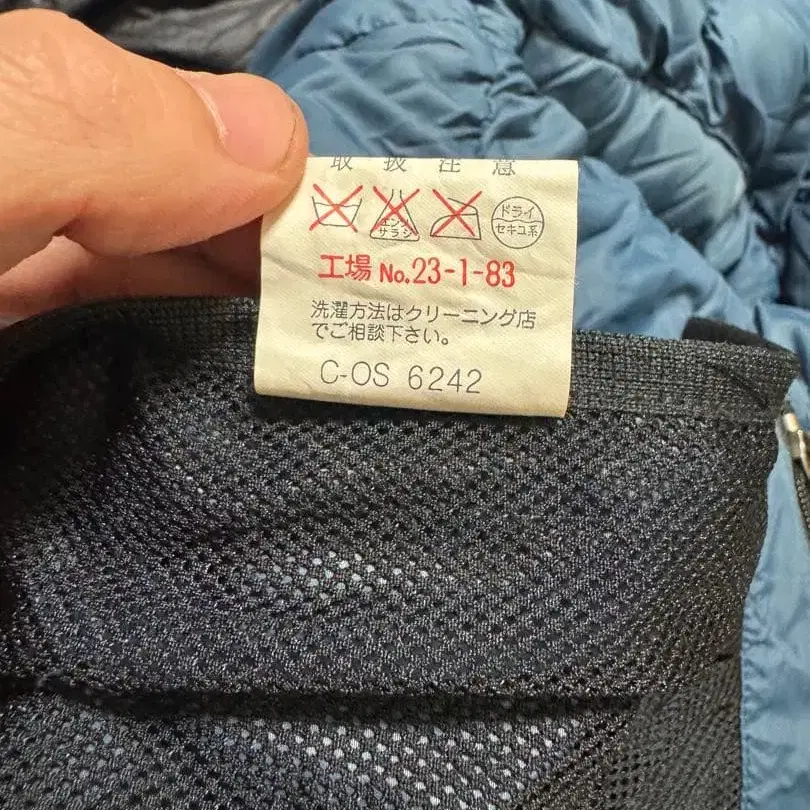 取扱注意
エンソ
サラシ
ドライ
セキユ系
工場 No.23-1-83
洗濯方法はクリーニング店
でご相談下さい。
C-OS 6242